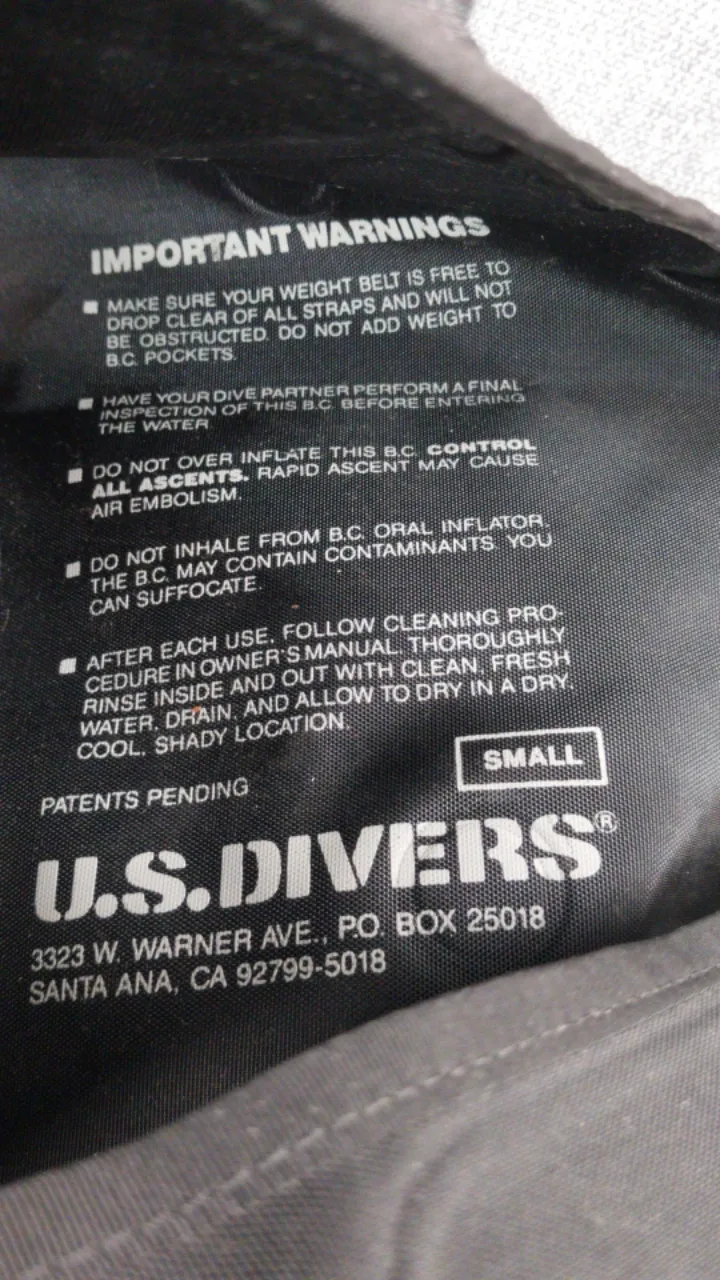 IMPORTANT WARNINGS
■ MAKE SURE YOUR WEIGHT BELT IS FREE TO
DROP CLEAR OF ALL STRAPS AND WILL NOT
BE OBSTRUCTED. DO NOT ADD WEIGHT TO
B.C. POCKETS.
■ HAVE YOUR DIVE PARTNER PERFORM A FINAL
INSPECTION OF THIS B.C. BEFORE ENTERING
THE WATER
■ DO NOT OVER INFLATE THIS B.C. CONTROL
ALL ASCENTS. RAPID ASCENT MAY CAUSE
AIR EMBOLISM.
■ DO NOT INHALE FROM B.C. ORAL INFLATOR.
THE B.C. MAY CONTAIN CONTAMINANTS. YOU
CAN SUFFOCATE.
■ AFTER EACH USE, FOLLOW CLEANING PRO-
CEDURE IN OWNER'S MANUAL. THOROUGHLY
RINSE INSIDE AND OUT WITH CLEAN, FRESH
WATER, DRAIN, AND ALLOW TO DRY IN A DRY,
COOL, SHADY LOCATION.
SMALL
PATENTS PENDING
U.S.DIVERS®
3323 W. WARNER AVE., P.O. BOX 25018
SANTA ANA, CA 92799-5018